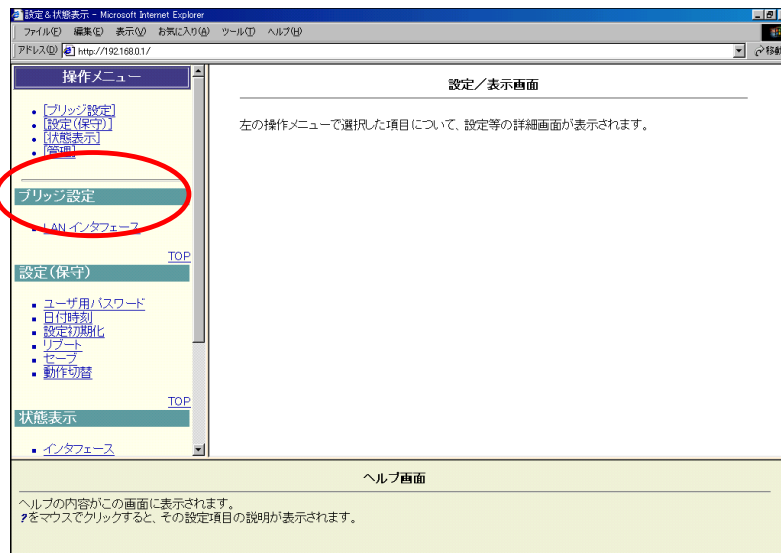 設定＆状態表示 - Microsoft Internet Explorer
ファイル(F) 編集(E) 表示(V) お気に入り(A) ツール(T) ヘルプ(H)
アドレス(D) http://192.168.0.1/ 移動
操作メニュー
[ブリッジ設定]
[設定(保守)]
[状態表示]
[管理]
ブリッジ設定
LAN インタフェース
TOP
設定(保守)
ユーザ用パスワード
日付時刻
設定初期化
リブート
セーブ
動作切替
TOP
状態表示
インタフェース
設定／表示画面
左の操作メニューで選択した項目について、設定等の詳細画面が表示されます。
ヘルプ画面
ヘルプの内容がこの画面に表示されます。
?をマウスでクリックすると、その設定項目の説明が表示されます。